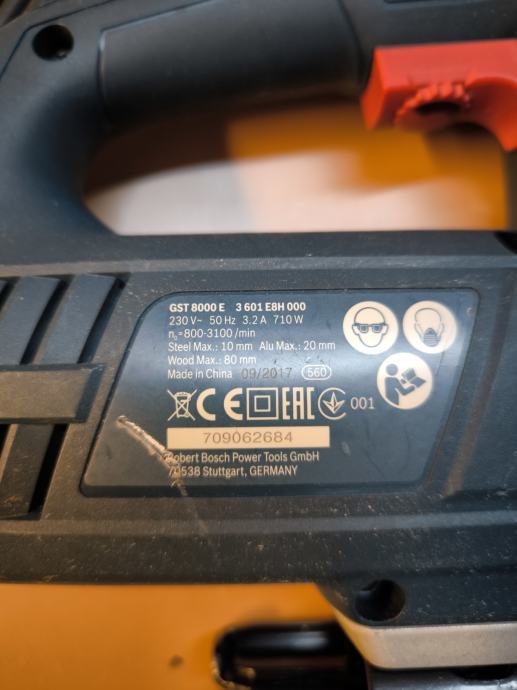 GST 8000 E 3 601 E8H 000
230 V~ 50 Hz 3.2 A 710 W
n₀=800-3100 /min
Steel Max.: 10 mm Alu Max.: 20 mm
Wood Max.: 80 mm
Made in China 09/2017 560
CE EAC 001
709062684
Robert Bosch Power Tools GmbH
70538 Stuttgart, GERMANY